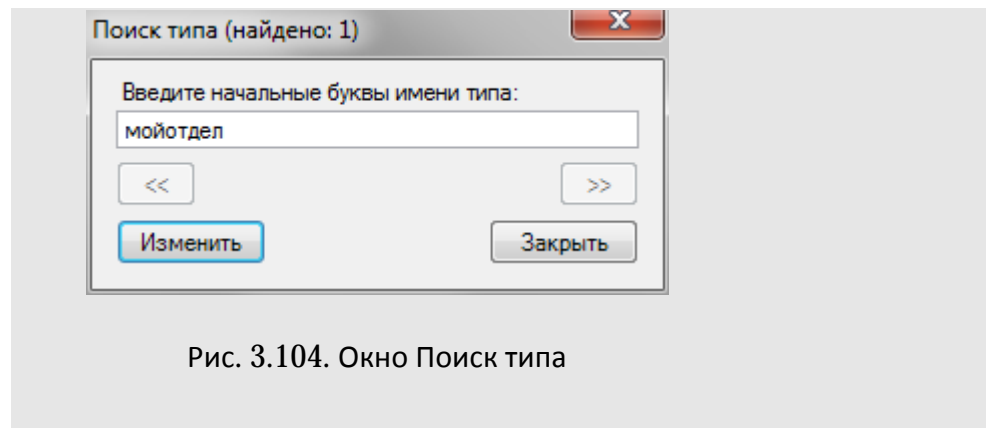 Поиск типа (найдено: 1)
Введите начальные буквы имени типа:
мойотдел
<< >>
Изменить Закрыть
Рис. 3.104. Окно Поиск типа